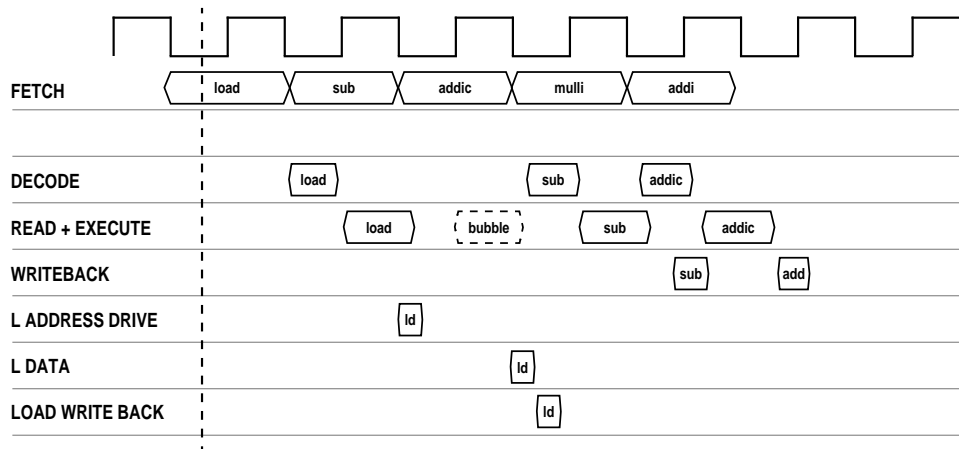 FETCH load sub addic mulli addi
DECODE load sub addic
READ + EXECUTE load bubble sub addic
WRITEBACK sub add
L ADDRESS DRIVE ld
L DATA ld
LOAD WRITE BACK ld